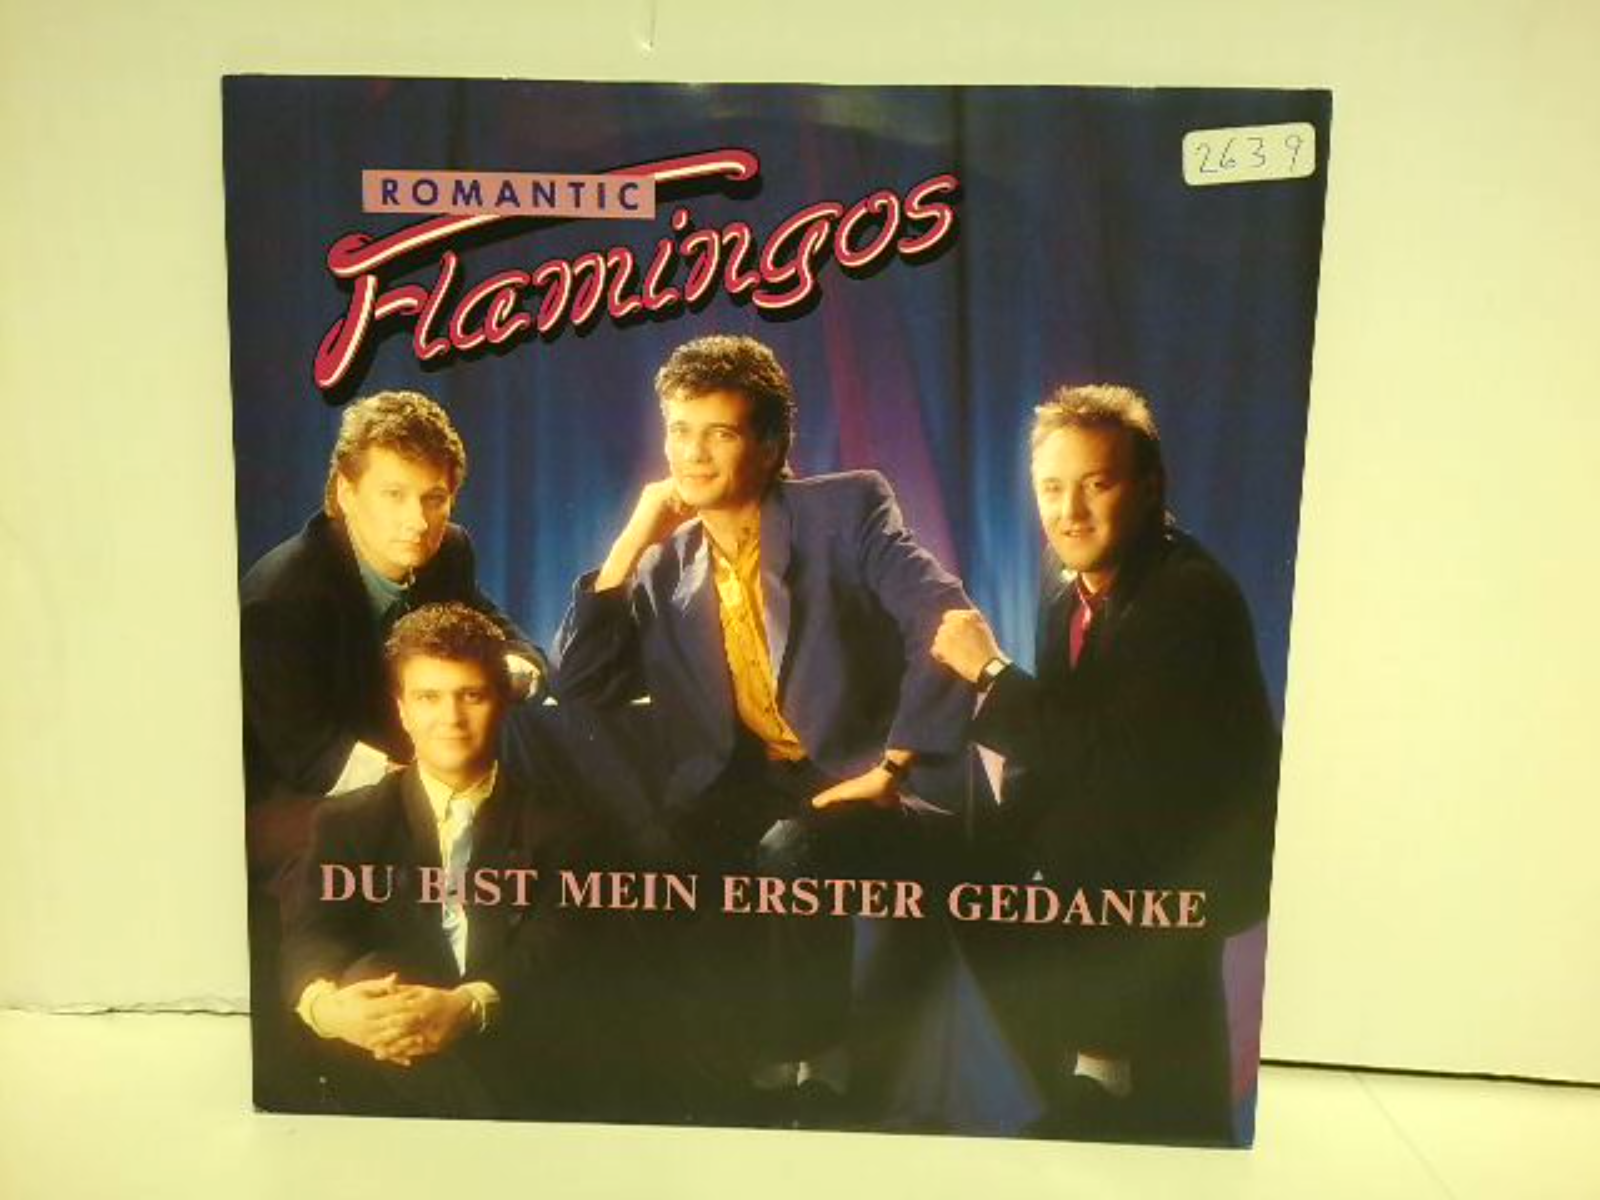 ROMANTIC
Flamingos
2639
DU BIST MEIN ERSTER GEDANKE